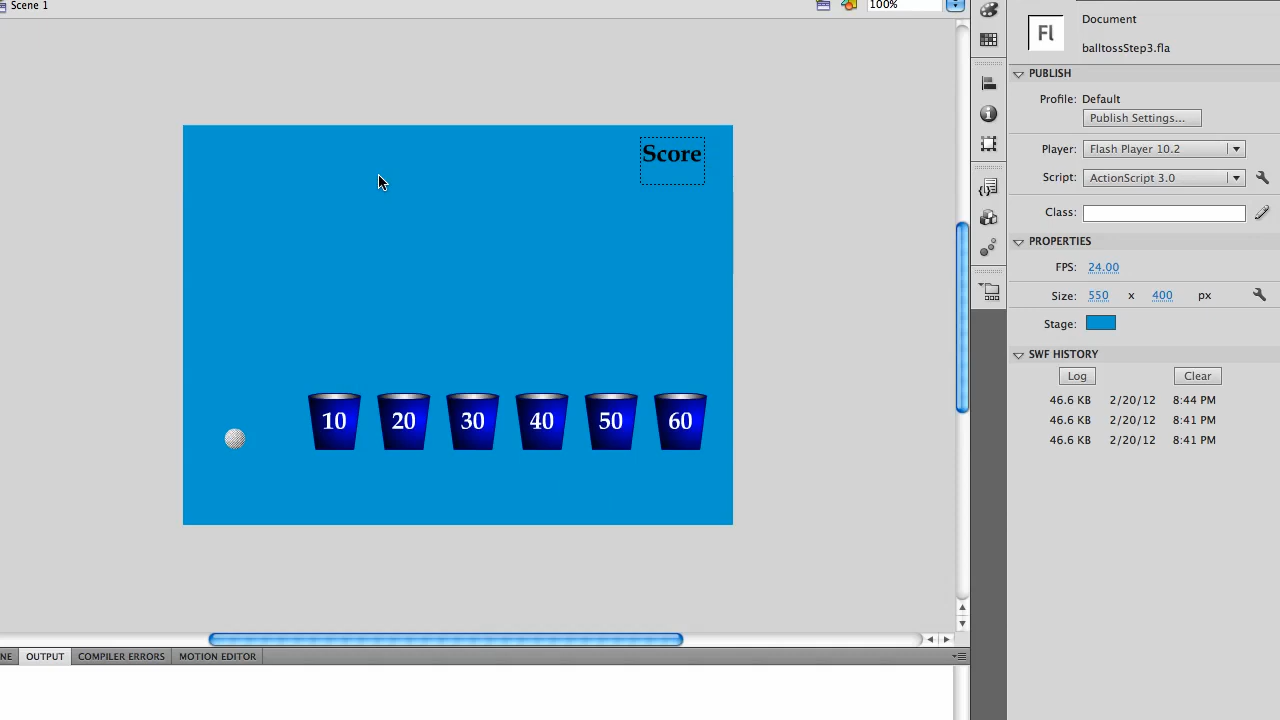 Scene 1
100%
Fl
Document
balltossStep3.fla
PUBLISH
Profile: Default
Publish Settings...
Player: Flash Player 10.2
Script: ActionScript 3.0
Class:
PROPERTIES
FPS: 24.00
Size: 550 x 400 px
Stage:
SWF HISTORY
Log Clear
46.6 KB 2/20/12 8:44 PM
46.6 KB 2/20/12 8:41 PM
46.6 KB 2/20/12 8:41 PM
Score
10 20 30 40 50 60
NE OUTPUT COMPILER ERRORS MOTION EDITOR